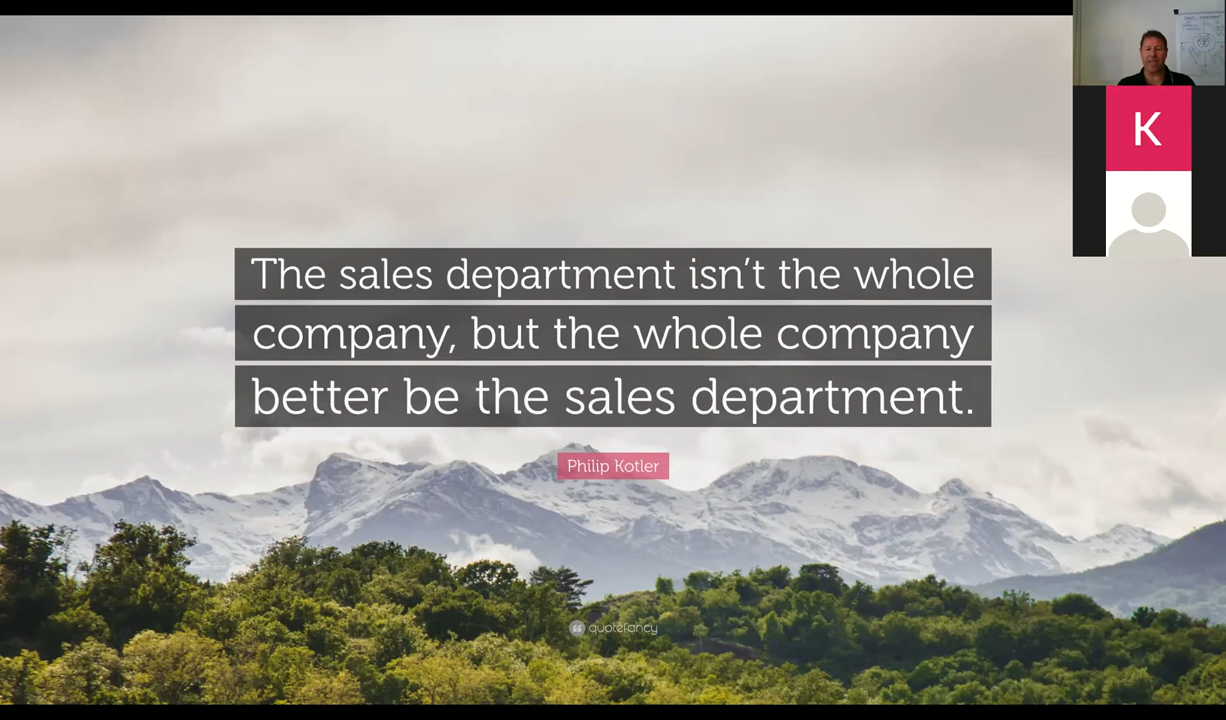 The sales department isn’t the whole
company, but the whole company
better be the sales department.
Philip Kotler
quotefancy
K